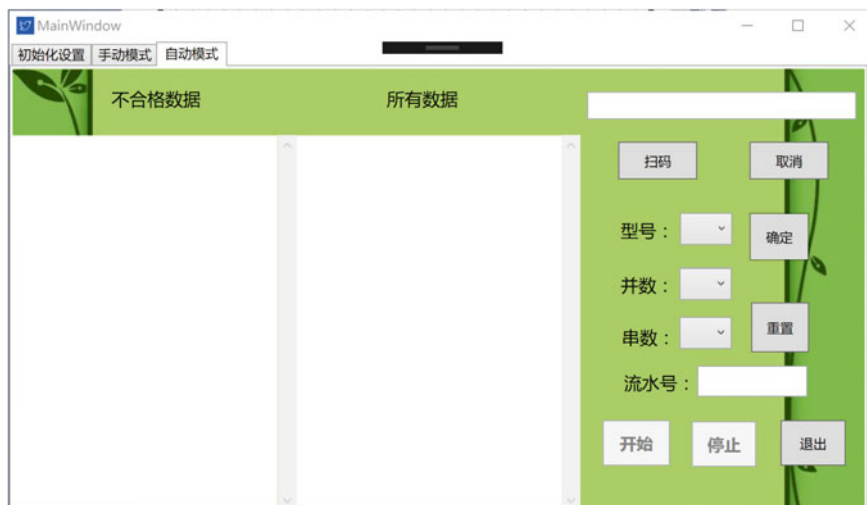 MainWindow
初始化设置 手动模式 自动模式
不合格数据 所有数据
扫码 取消
型号： 确定
并数：
串数： 重置
流水号：
开始 停止 退出